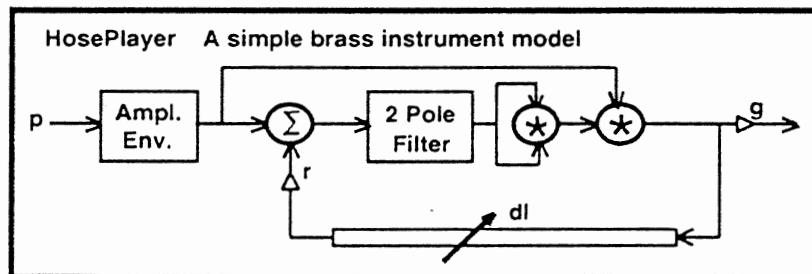 HosePlayer A simple brass instrument model
p
Ampl.
Env.
Σ
2 Pole
Filter
*
*
g
r
dl